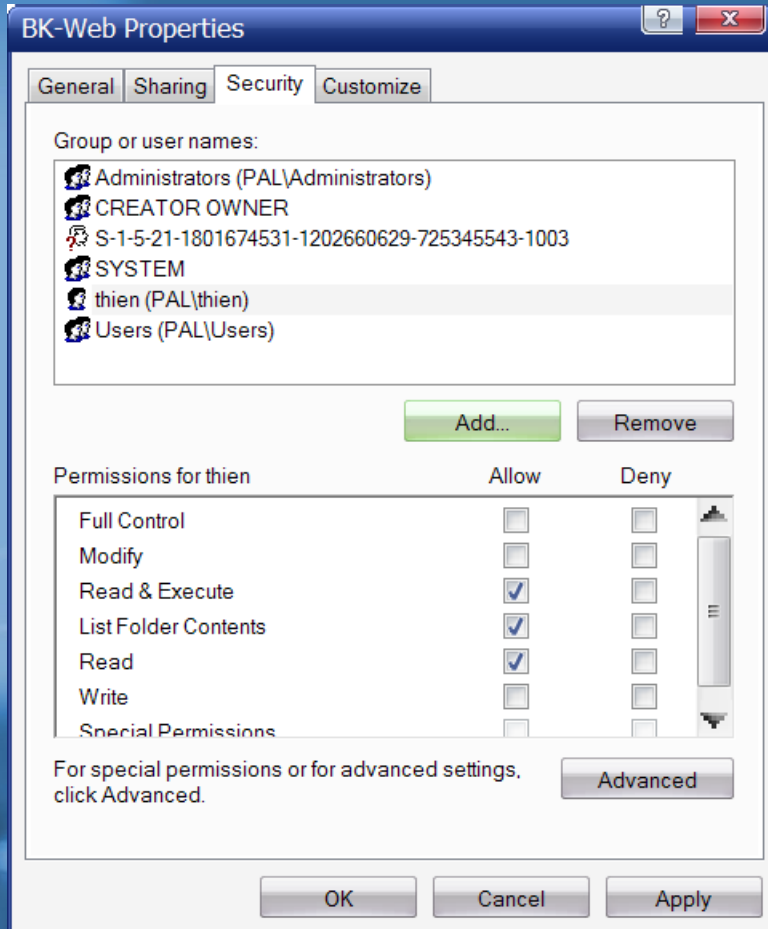 BK-Web Properties
General Sharing Security Customize
Group or user names:
Administrators (PAL\Administrators)
CREATOR OWNER
S-1-5-21-1801674531-1202660629-725345543-1003
SYSTEM
thien (PAL\thien)
Users (PAL\Users)
Add... Remove
Permissions for thien Allow Deny
Full Control
Modify
Read & Execute
List Folder Contents
Read
Write
Special Permissions
For special permissions or for advanced settings,
click Advanced.
Advanced
OK Cancel Apply